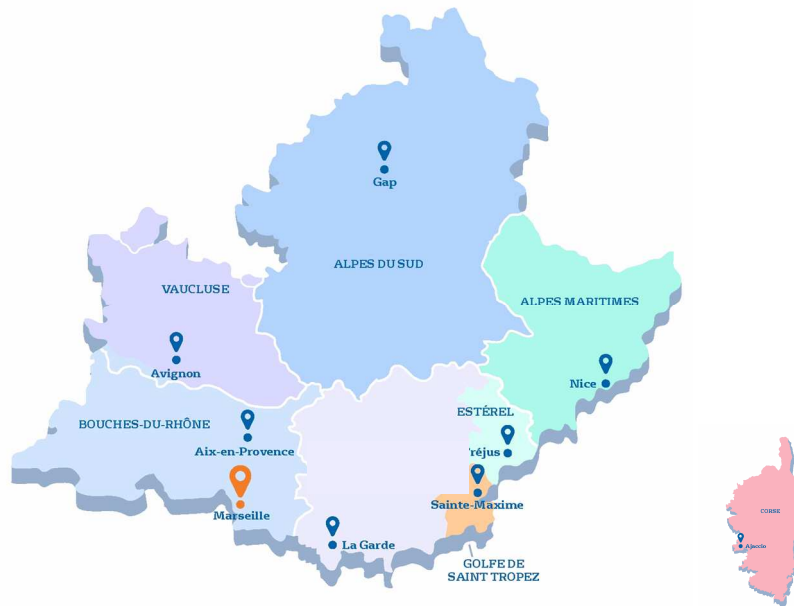 Gap
ALPES DU SUD
VAUCLUSE
ALPES MARITIMES
Avignon
Nice
ESTÉREL
BOUCHES-DU-RHÔNE
Aix-en-Provence
réjus
Sainte-Maxime
Marseille
La Garde
GOLFE DE
SAINT TROPEZ
CORSE
Ajaccio